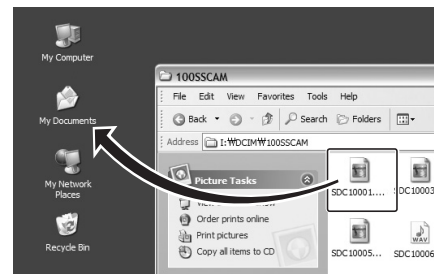 My Computer
My Documents
My Network
Places
Recycle Bin
100SSCAM
File Edit View Favorites Tools Help
Back Search Folders
Address I:₩DCIM₩100SSCAM
Picture Tasks
Order prints online
Print pictures
Copy all items to CD
SDC10001....
SDC10003
SDC10005...
WAV
SDC10006